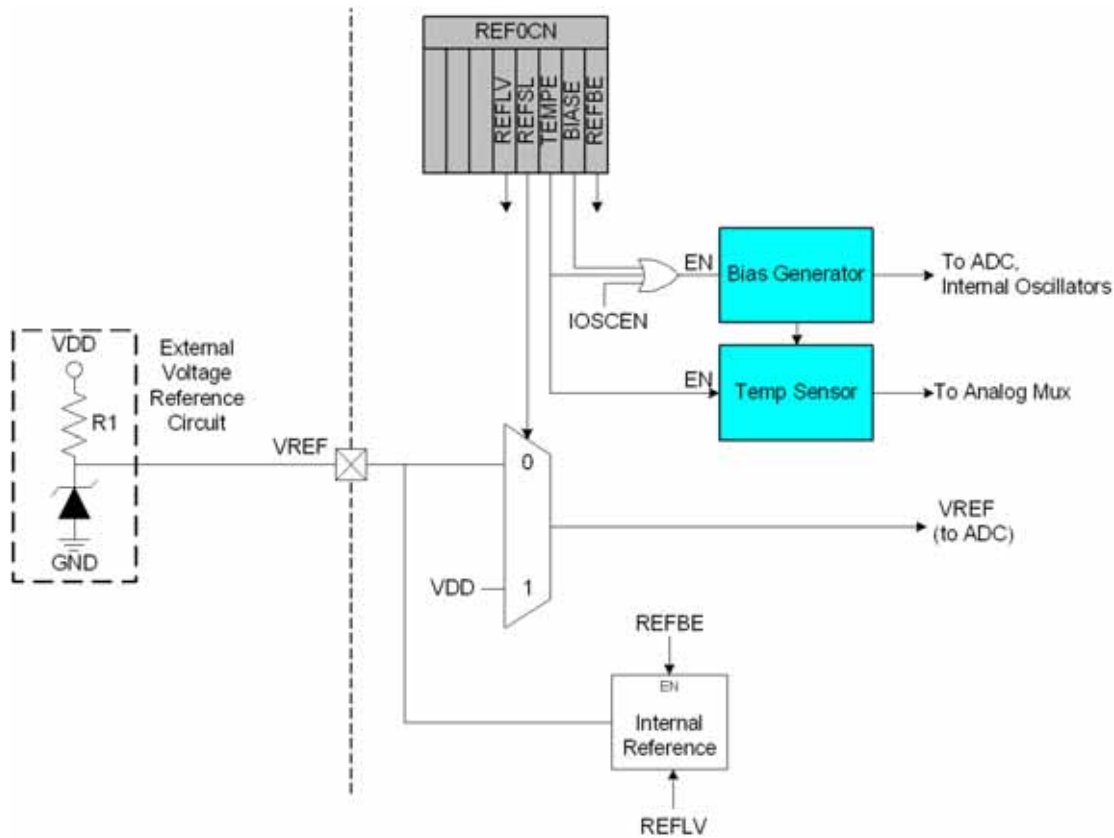 REF0CN
REFLV
REFSL
TEMPE
BIASE
REFBE
EN
Bias Generator
To ADC,
Internal Oscillators
IOSCEN
VDD
R1
GND
External
Voltage
Reference
Circuit
EN
Temp Sensor
To Analog Mux
VREF
0
VREF
(to ADC)
VDD
1
REFBE
EN
Internal
Reference
REFLV